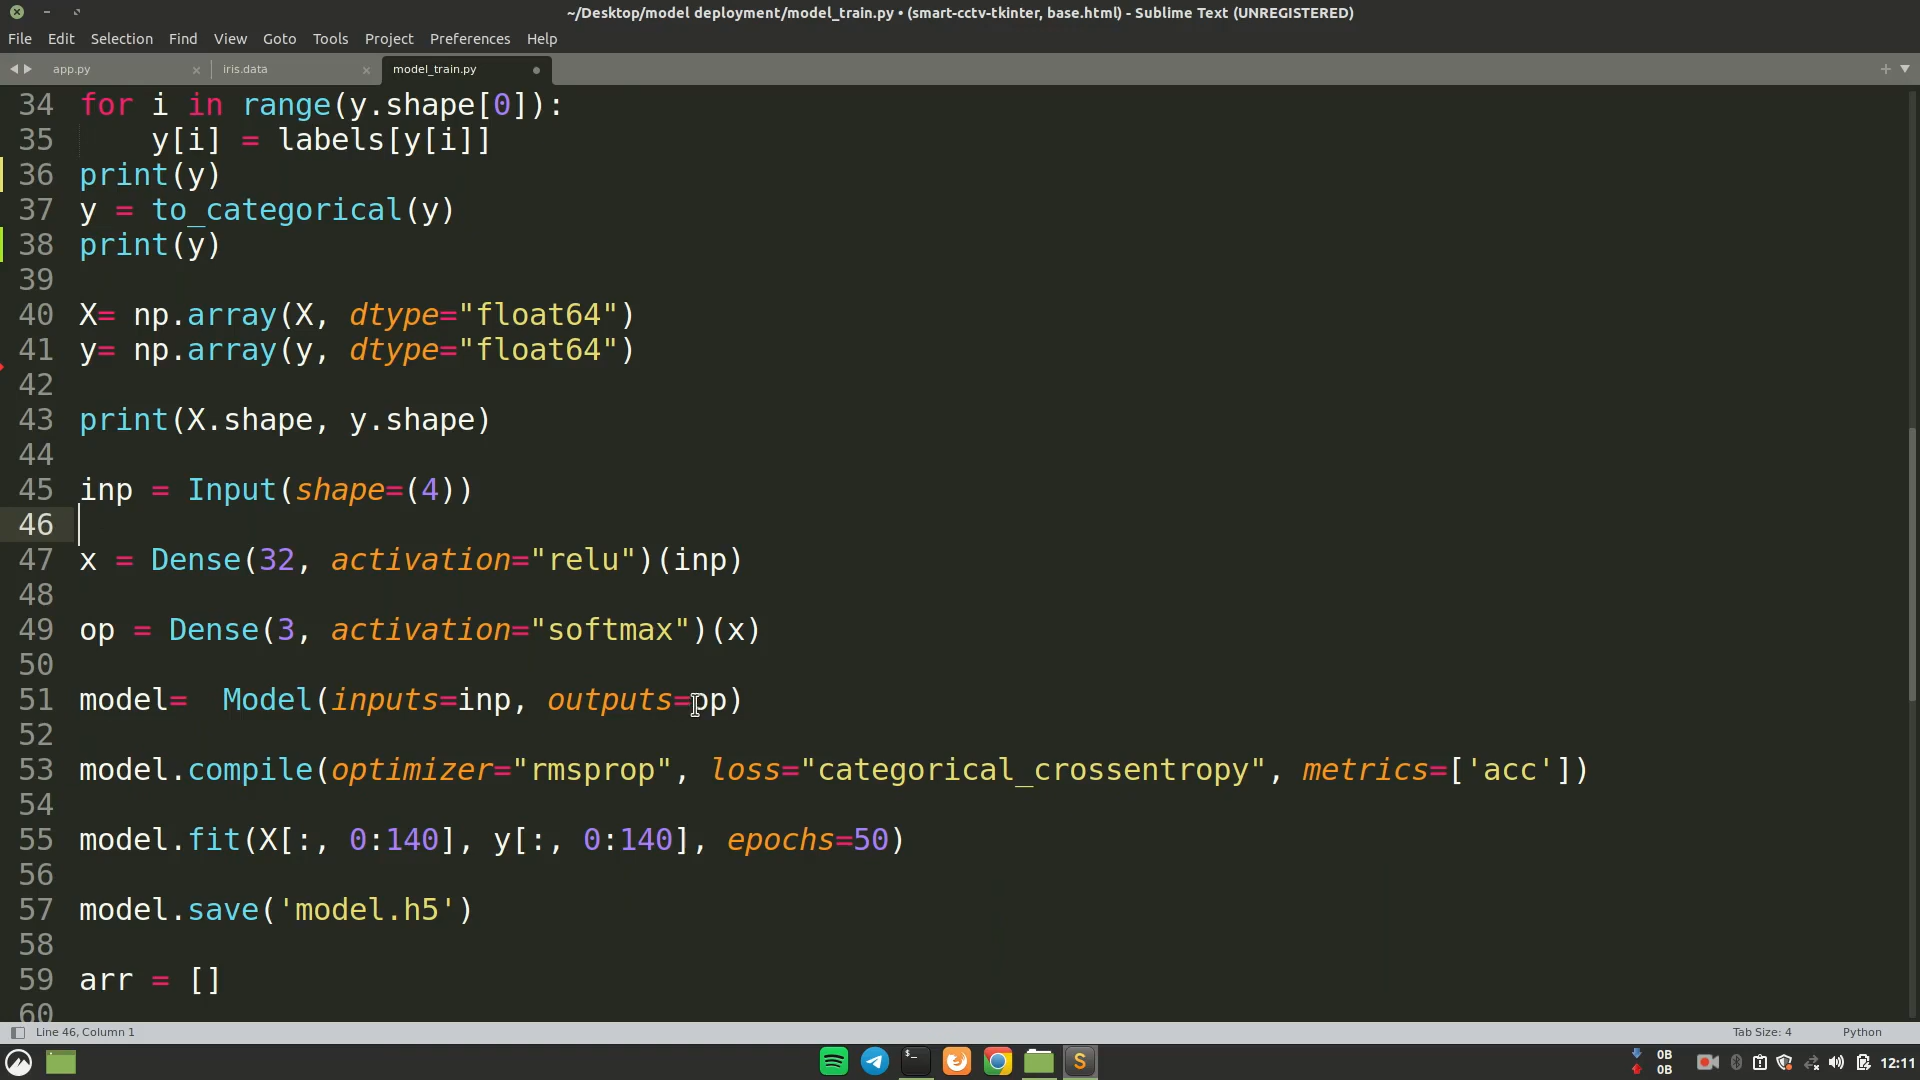 ~/Desktop/model deployment/model_train.py • (smart-cctv-tkinter, base.html) - Sublime Text (UNREGISTERED)
File Edit Selection Find View Goto Tools Project Preferences Help
app.py iris.data model_train.py
34 for i in range(y.shape[0]):
35 y[i] = labels[y[i]]
36 print(y)
37 y = to_categorical(y)
38 print(y)
39
40 X= np.array(X, dtype="float64")
41 y= np.array(y, dtype="float64")
42
43 print(X.shape, y.shape)
44
45 inp = Input(shape=(4))
46
47 x = Dense(32, activation="relu")(inp)
48
49 op = Dense(3, activation="softmax")(x)
50
51 model=  Model(inputs=inp, outputs=op)
52
53 model.compile(optimizer="rmsprop", loss="categorical_crossentropy", metrics=['acc'])
54
55 model.fit(X[:, 0:140], y[:, 0:140], epochs=50)
56
57 model.save('model.h5')
58
59 arr = []
60
Line 46, Column 1 Tab Size: 4 Python
0B
0B
12:11